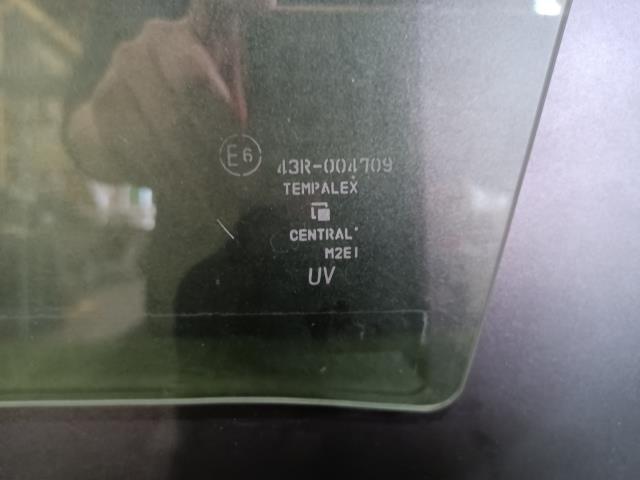 E6
43R-004709
TEMPALEX
CENTRAL
M2E1
UV